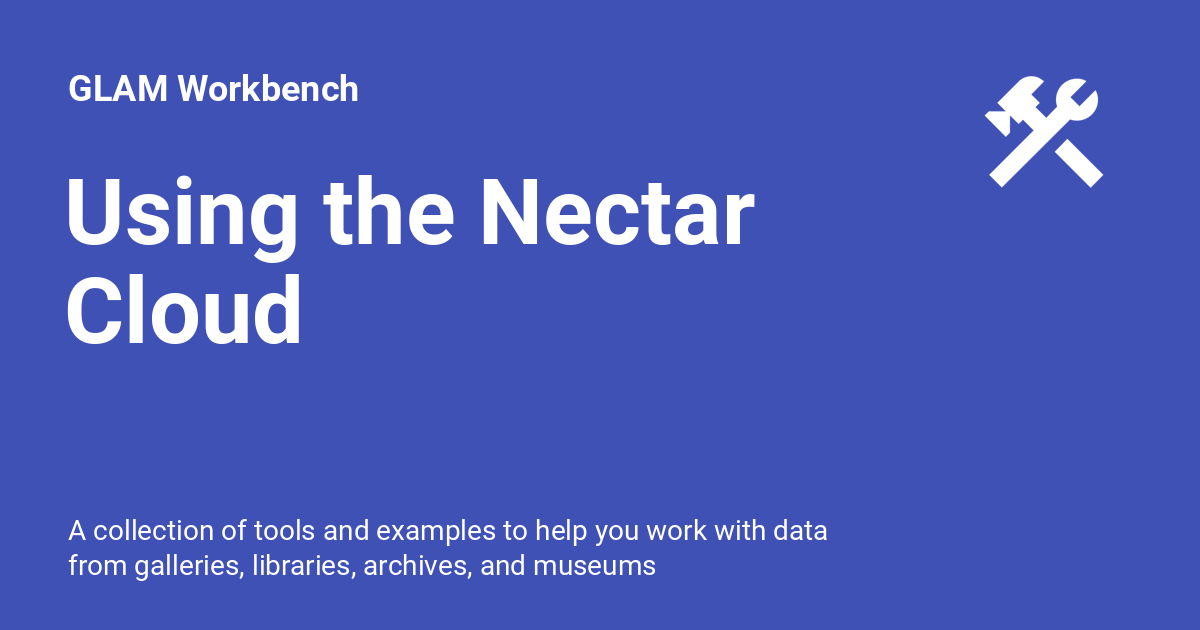 GLAM Workbench
Using the Nectar
Cloud
A collection of tools and examples to help you work with data
from galleries, libraries, archives, and museums